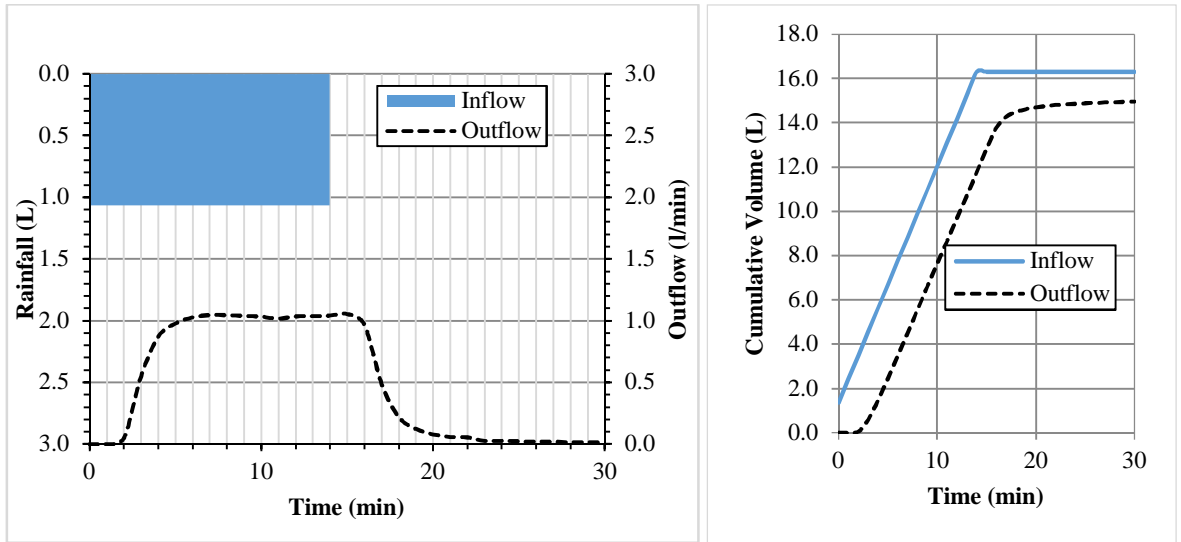 0.0
0.5
1.0
1.5
2.0
2.5
3.0
Rainfall (L)
3.0
2.5
2.0
1.5
1.0
0.5
0.0
Outflow (l/min)
Inflow
Outflow
0 10 20 30
Time (min)
18.0
16.0
14.0
12.0
10.0
8.0
6.0
4.0
2.0
0.0
Cumulative Volume (L)
Inflow
Outflow
0 10 20 30
Time (min)